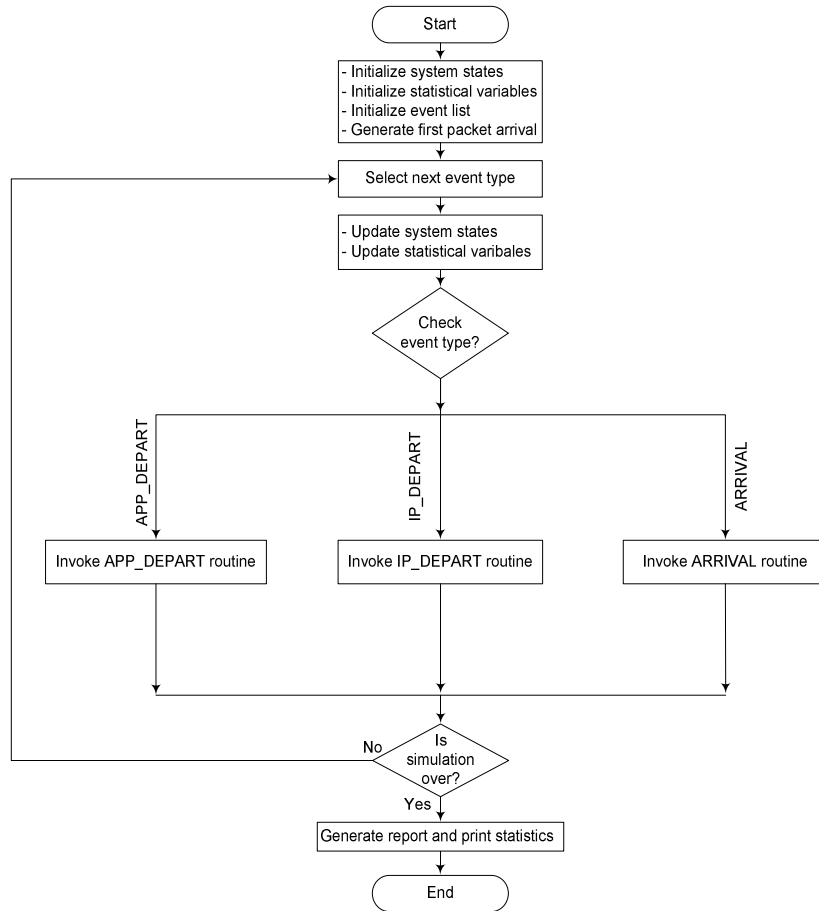 Start
- Initialize system states
- Initialize statistical variables
- Initialize event list
- Generate first packet arrival
Select next event type
- Update system states
- Update statistical varibales
Check
event type?
APP_DEPART
IP_DEPART
ARRIVAL
Invoke APP_DEPART routine
Invoke IP_DEPART routine
Invoke ARRIVAL routine
No
Is
simulation
over?
Yes
Generate report and print statistics
End